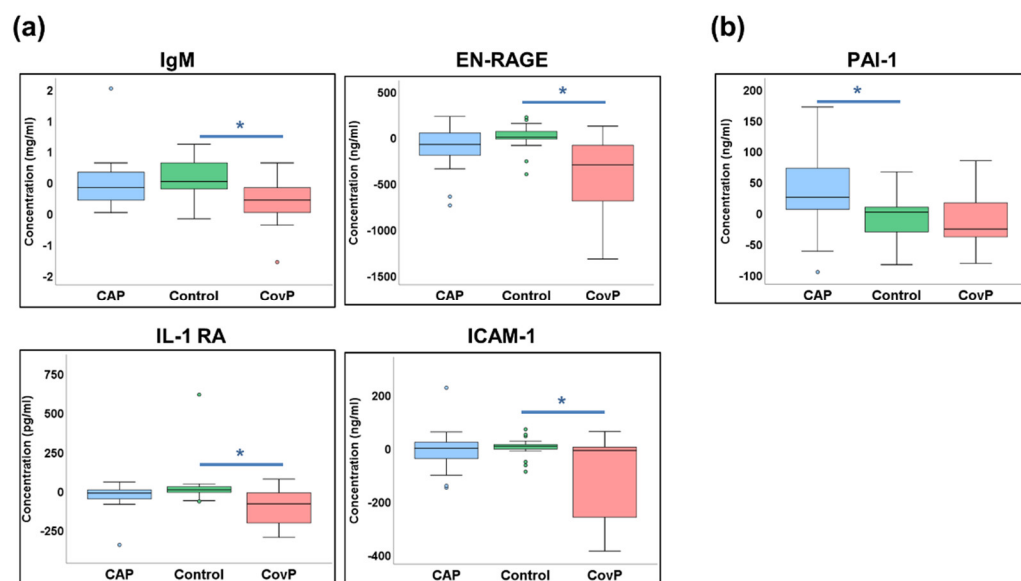 (a)
IgM
Concentration (mg/ml)
2
1
1
0
0
-1
-2
*
CAP Control CovP
EN-RAGE
Concentration (ng/ml)
500
0
-500
-1000
-1500
*
CAP Control CovP
IL-1 RA
Concentration (pg/ml)
750
500
250
0
-250
*
CAP Control CovP
ICAM-1
Concentration (ng/ml)
200
0
-200
-400
*
CAP Control CovP
(b)
PAI-1
Concentration (ng/ml)
200
150
100
50
0
-50
-100
*
CAP Control CovP